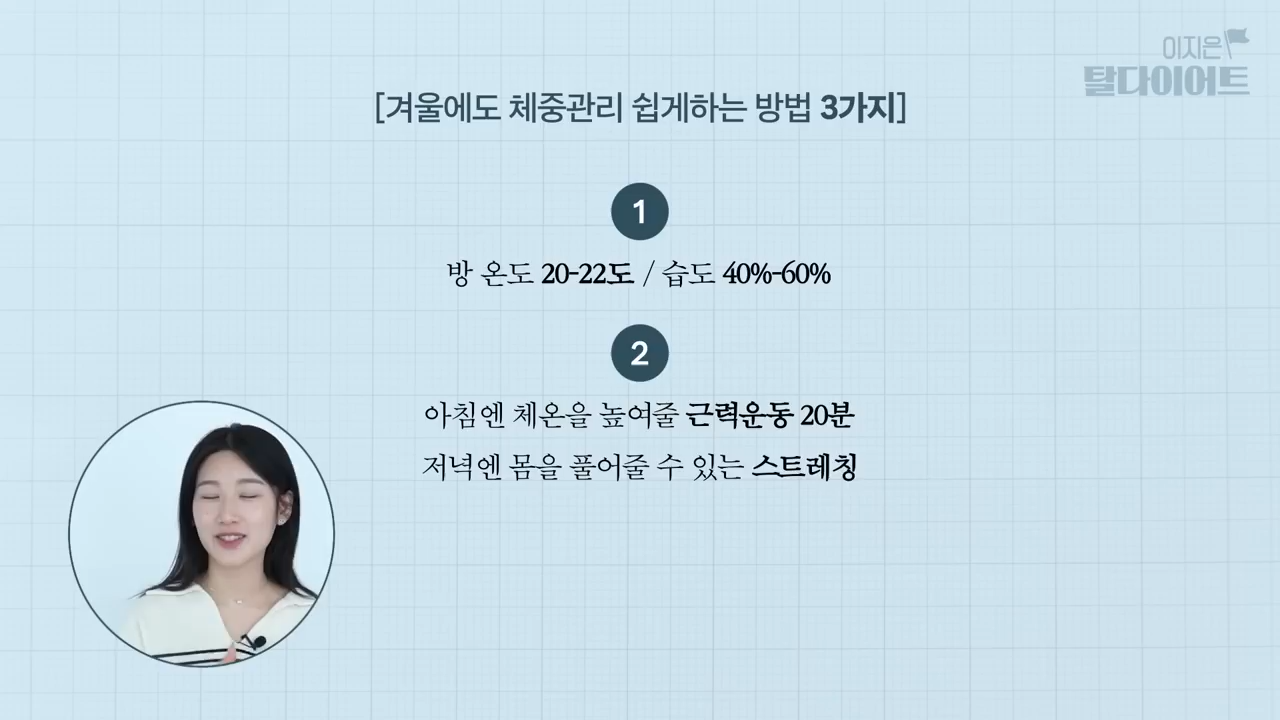 이지은
탈다이어트
[겨울에도 체중관리 쉽게하는 방법 3가지]
1
방 온도 20-22도 / 습도 40%-60%
2
아침엔 체온을 높여줄 근력운동 20분
저녁엔 몸을 풀어줄 수 있는 스트레칭